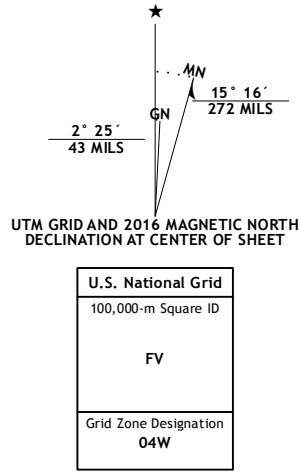 ★
MN
GN
15° 16´
272 MILS
2° 25´
43 MILS
UTM GRID AND 2016 MAGNETIC NORTH
DECLINATION AT CENTER OF SHEET
U.S. National Grid
100,000-m Square ID
FV
Grid Zone Designation
04W